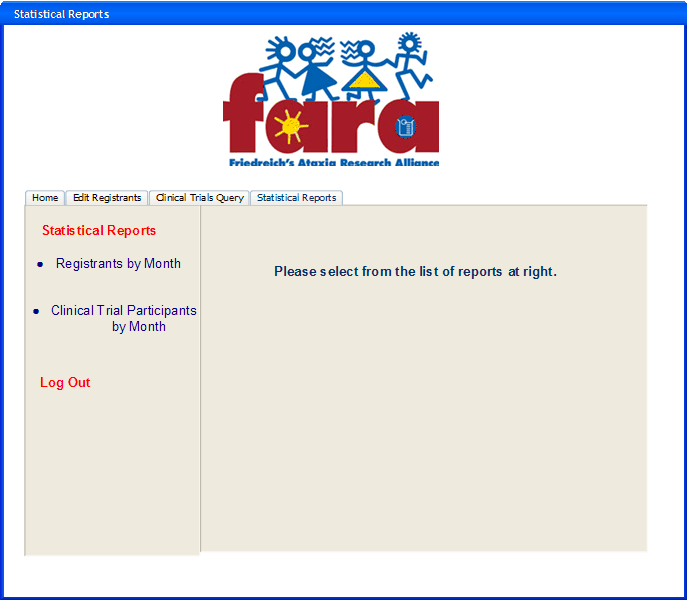 Statistical Reports
fara
Friedreich's Ataxia Research Alliance
Home
Edit Registrants
Clinical Trials Query
Statistical Reports
Statistical Reports
Registrants by Month
Clinical Trial Participants
by Month
Log Out
Please select from the list of reports at right.